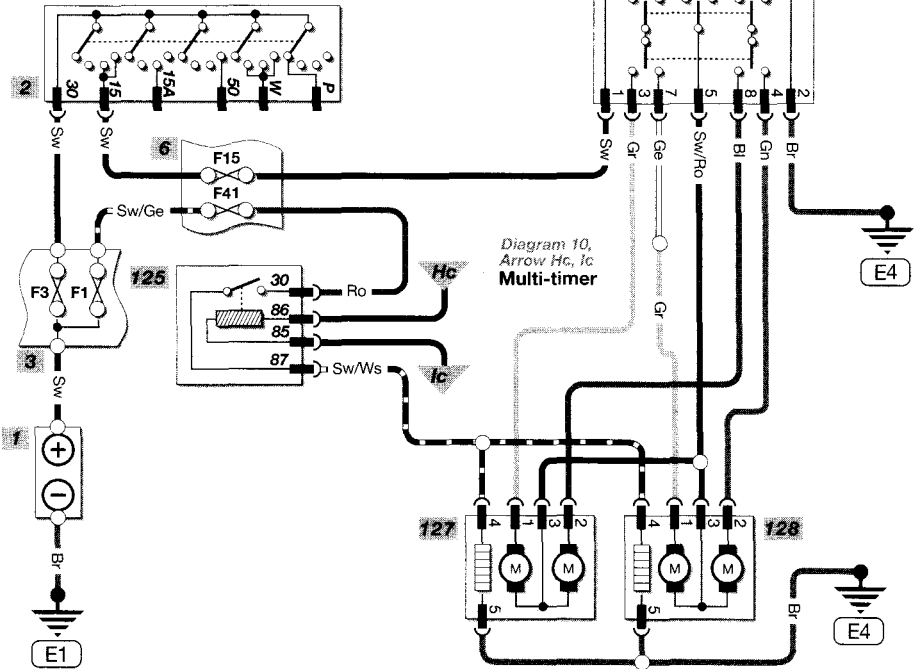 2
30
15
15A
50
W
P
1
3
7
5
8
4
2
Sw
Sw
Sw
Gr
Ge
Sw/Ro
Bl
Gn
Br
6
F15
F41
Sw/Ge
E4
Diagram 10,
Arrow Hc, Ic
Multi-timer
125
30
86
85
87
Ro
Hc
Ic
Sw/Ws
F3
F1
3
Sw
Gr
1
+
−
Br
E1
127
4
1
3
2
M
M
5
128
4
1
3
2
M
M
5
Br
E4